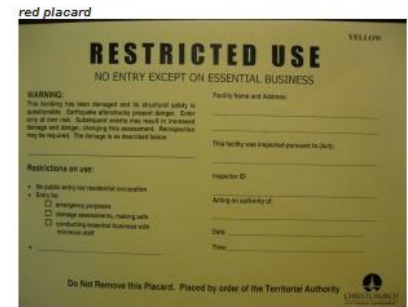 red placard
YELLOW
RESTRICTED USE
NO ENTRY EXCEPT ON ESSENTIAL BUSINESS
WARNING:
This building has been damaged and its structural safety is
questionable. Earthquake aftershocks present danger. Enter
only at own risk. Subsequent events may result in increased
damage and danger, changing this assessment. Reinspection
may be required. The damage is as described below:
Restrictions on use:
• No public entry nor residential occupation
• Entry for:
emergency purposes
damage assessments, making safe
conducting essential business with
minimum staff
•
Facility Name and Address:
This facility was inspected pursuant to (Act):
Inspector ID
Acting on authority of:
Date
Time
Do Not Remove this Placard. Placed by order of the Territorial Authority
CHRISTCHURCH